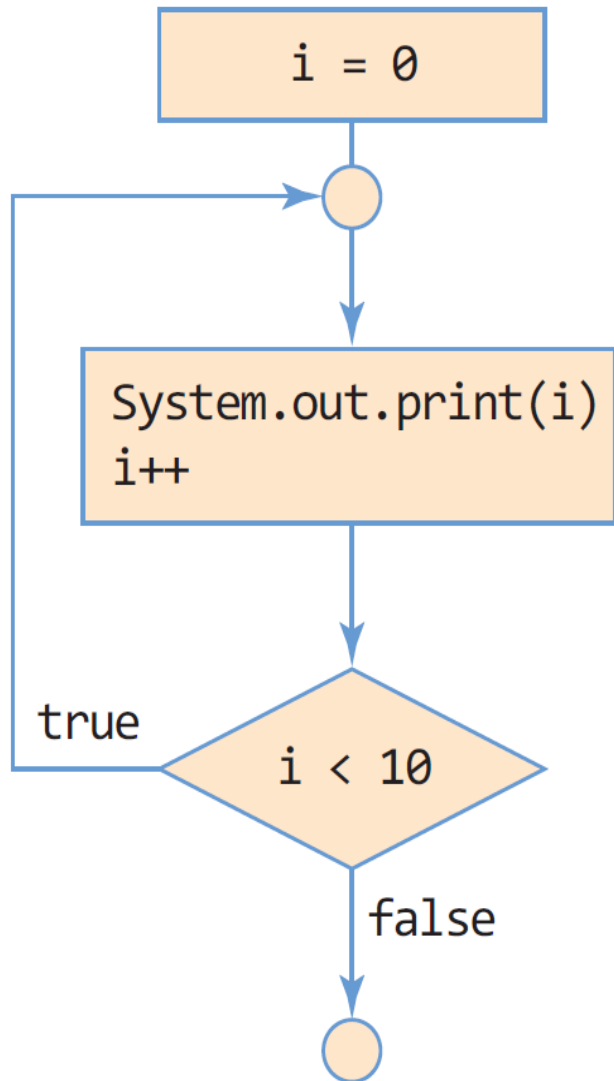 i = 0
System.out.print(i)
i++
true
i < 10
false